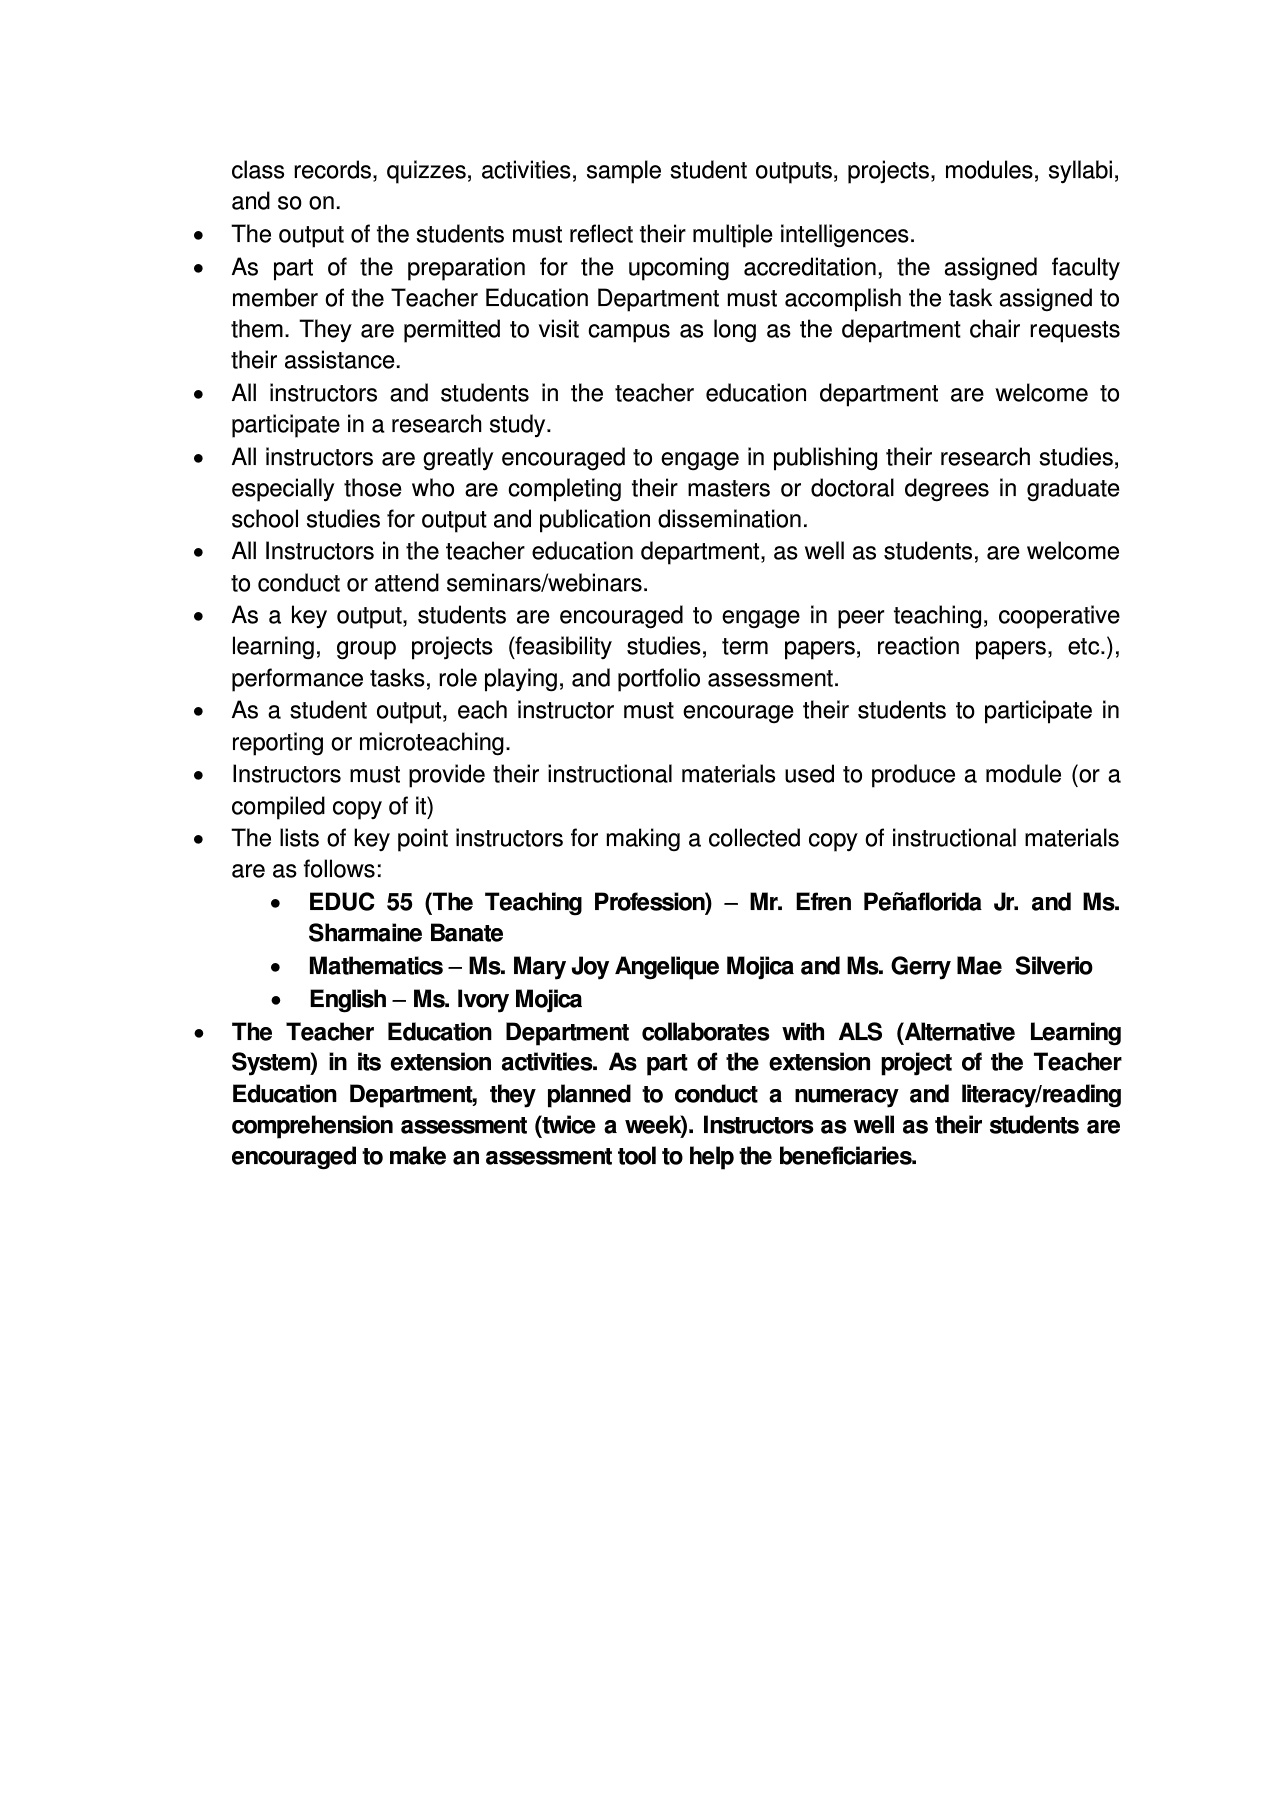 class records, quizzes, activities, sample student outputs, projects, modules, syllabi,
and so on.
• The output of the students must reflect their multiple intelligences.
• As part of the preparation for the upcoming accreditation, the assigned faculty
member of the Teacher Education Department must accomplish the task assigned to
them. They are permitted to visit campus as long as the department chair requests
their assistance.
• All instructors and students in the teacher education department are welcome to
participate in a research study.
• All instructors are greatly encouraged to engage in publishing their research studies,
especially those who are completing their masters or doctoral degrees in graduate
school studies for output and publication dissemination.
• All Instructors in the teacher education department, as well as students, are welcome
to conduct or attend seminars/webinars.
• As a key output, students are encouraged to engage in peer teaching, cooperative
learning, group projects (feasibility studies, term papers, reaction papers, etc.),
performance tasks, role playing, and portfolio assessment.
• As a student output, each instructor must encourage their students to participate in
reporting or microteaching.
• Instructors must provide their instructional materials used to produce a module (or a
compiled copy of it)
• The lists of key point instructors for making a collected copy of instructional materials
are as follows:
• EDUC 55 (The Teaching Profession) – Mr. Efren Peñaflorida Jr. and Ms.
Sharmaine Banate
• Mathematics – Ms. Mary Joy Angelique Mojica and Ms. Gerry Mae Silverio
• English – Ms. Ivory Mojica
• The Teacher Education Department collaborates with ALS (Alternative Learning
System) in its extension activities. As part of the extension project of the Teacher
Education Department, they planned to conduct a numeracy and literacy/reading
comprehension assessment (twice a week). Instructors as well as their students are
encouraged to make an assessment tool to help the beneficiaries.